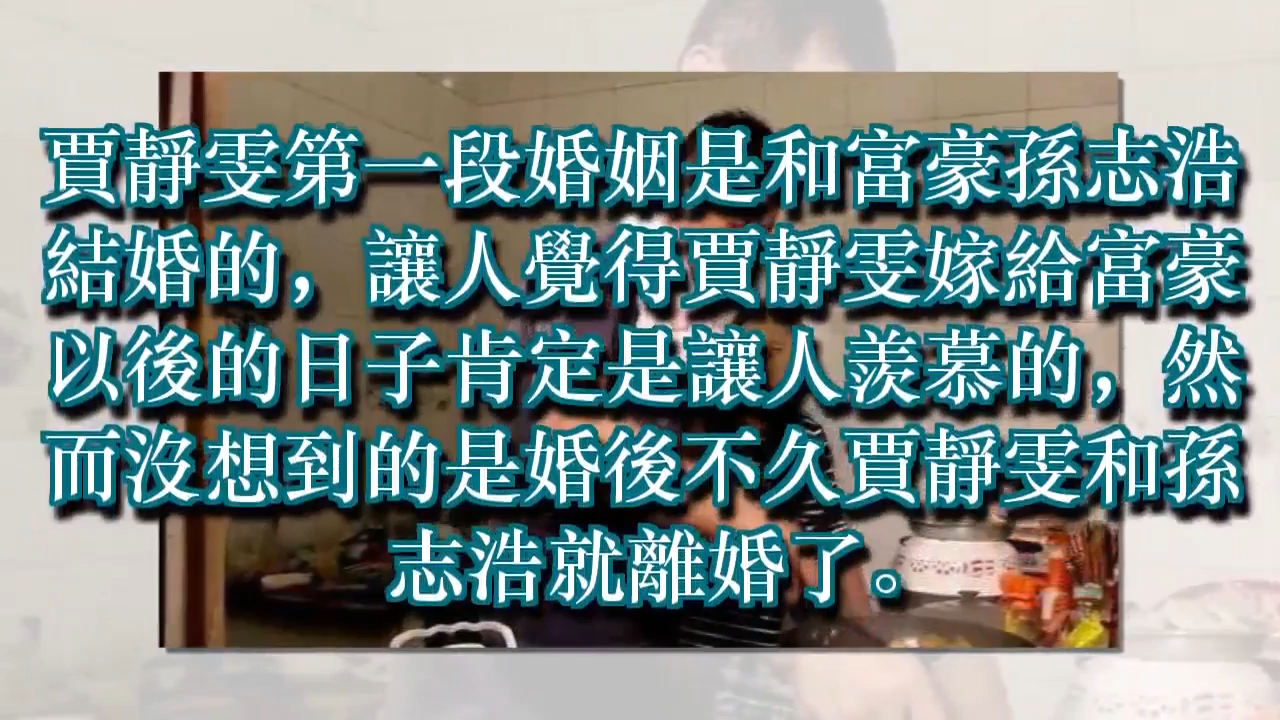 賈靜雯第一段婚姻是和富豪孫志浩
結婚的，讓人覺得賈靜雯嫁給富豪
以後的日子肯定是讓人羨慕的，然
而沒想到的是婚後不久賈靜雯和孫
志浩就離婚了。